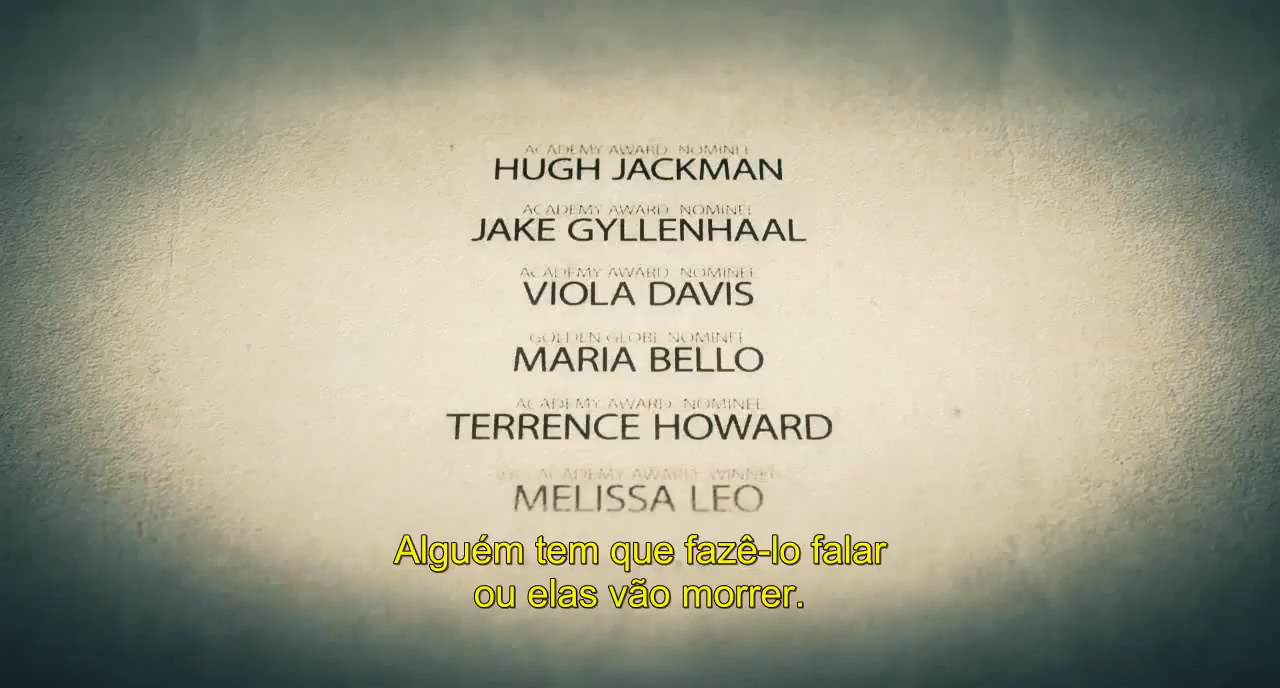 ACADEMY AWARD NOMINEE
HUGH JACKMAN
ACADEMY AWARD NOMINEE
JAKE GYLLENHAAL
ACADEMY AWARD NOMINEE
VIOLA DAVIS
GOLDEN GLOBE NOMINEE
MARIA BELLO
ACADEMY AWARD NOMINEE
TERRENCE HOWARD
ACADEMY AWARD WINNER
MELISSA LEO
Alguém tem que fazê-lo falar
ou elas vão morrer.